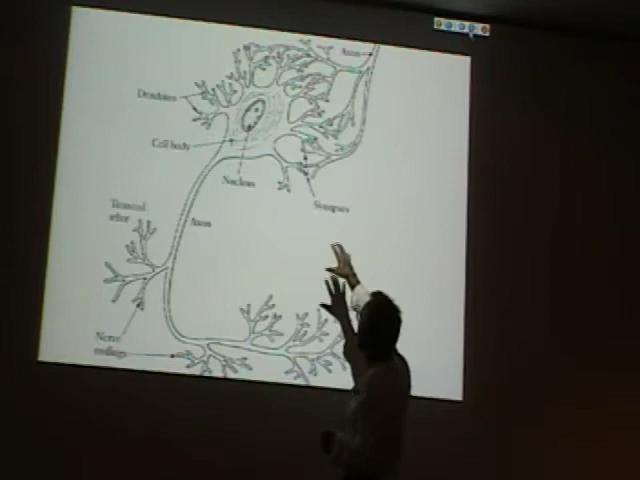 Axon
Dendrites
Cell body
Nucleus
Synapses
Terminal
arbor
Axon
Nerve
endings